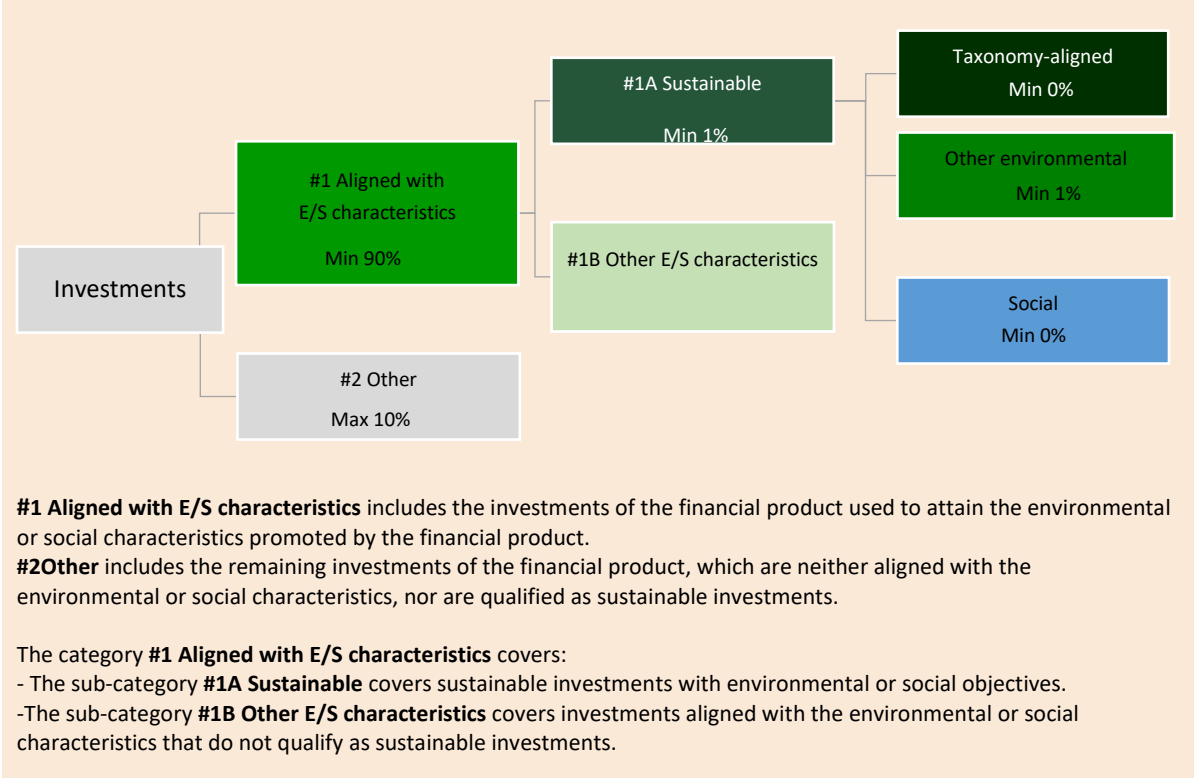 Investments
#1 Aligned with
E/S characteristics
Min 90%
#2 Other
Max 10%
#1A Sustainable
Min 1%
#1B Other E/S characteristics
Taxonomy-aligned
Min 0%
Other environmental
Min 1%
Social
Min 0%
#1 Aligned with E/S characteristics includes the investments of the financial product used to attain the environmental
or social characteristics promoted by the financial product.
#2Other includes the remaining investments of the financial product, which are neither aligned with the
environmental or social characteristics, nor are qualified as sustainable investments.
The category #1 Aligned with E/S characteristics covers:
- The sub-category #1A Sustainable covers sustainable investments with environmental or social objectives.
-The sub-category #1B Other E/S characteristics covers investments aligned with the environmental or social
characteristics that do not qualify as sustainable investments.